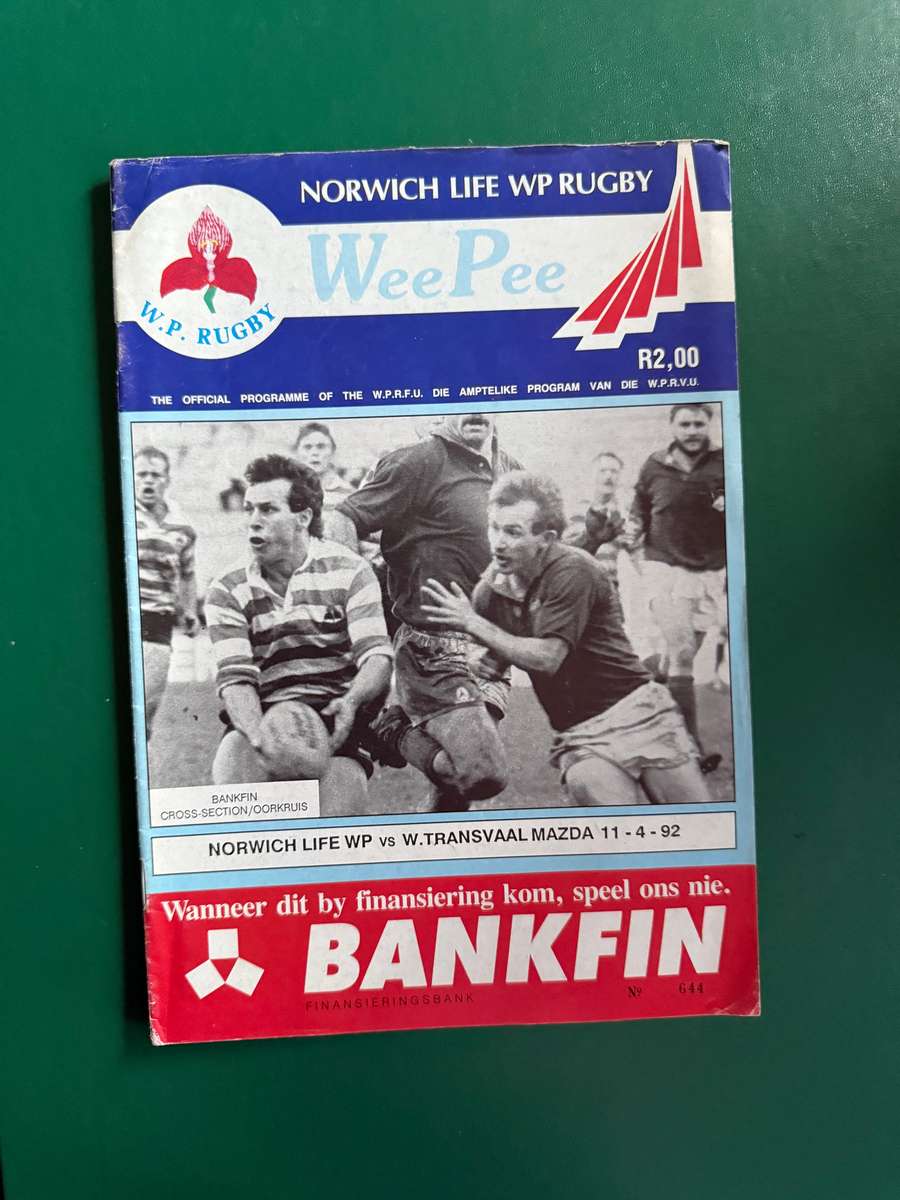 NORWICH LIFE WP RUGBY
WeePee
W.P. RUGBY
R2,00
THE OFFICIAL PROGRAMME OF THE W.P.R.F.U. DIE AMPTELIKE PROGRAM VAN DIE W.P.R.V.U.
BANKFIN
CROSS-SECTION/OORKRUIS
NORWICH LIFE WP vs W.TRANSVAAL MAZDA 11 - 4 - 92
Wanneer dit by finansiering kom, speel ons nie.
BANKFIN
FINANSIERINGSBANK
Nº 644